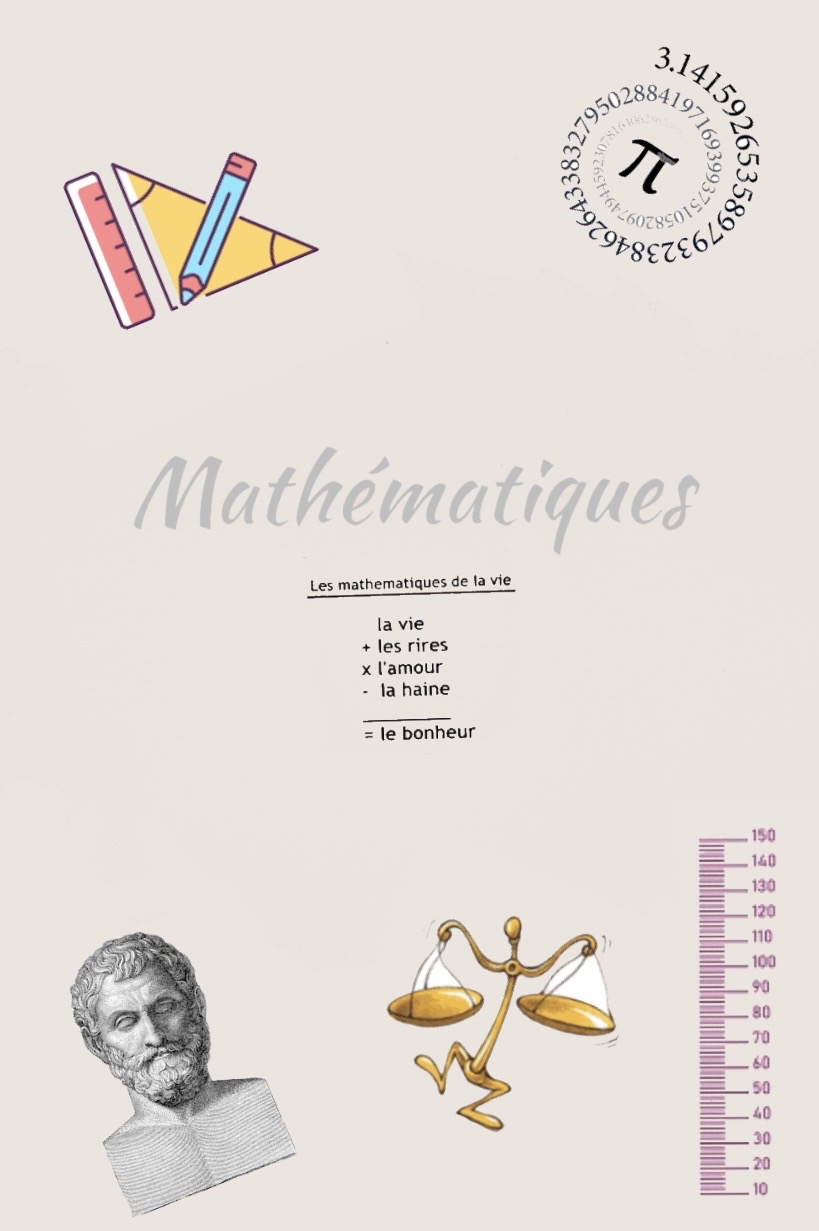 3.1415926535897932384626433832795028841971693993751058209749445923078164062862
π
Mathématiques
Les mathematiques de la vie
la vie
+ les rires
x l'amour
- la haine
= le bonheur
150
140
130
120
110
100
90
80
70
60
50
40
30
20
10